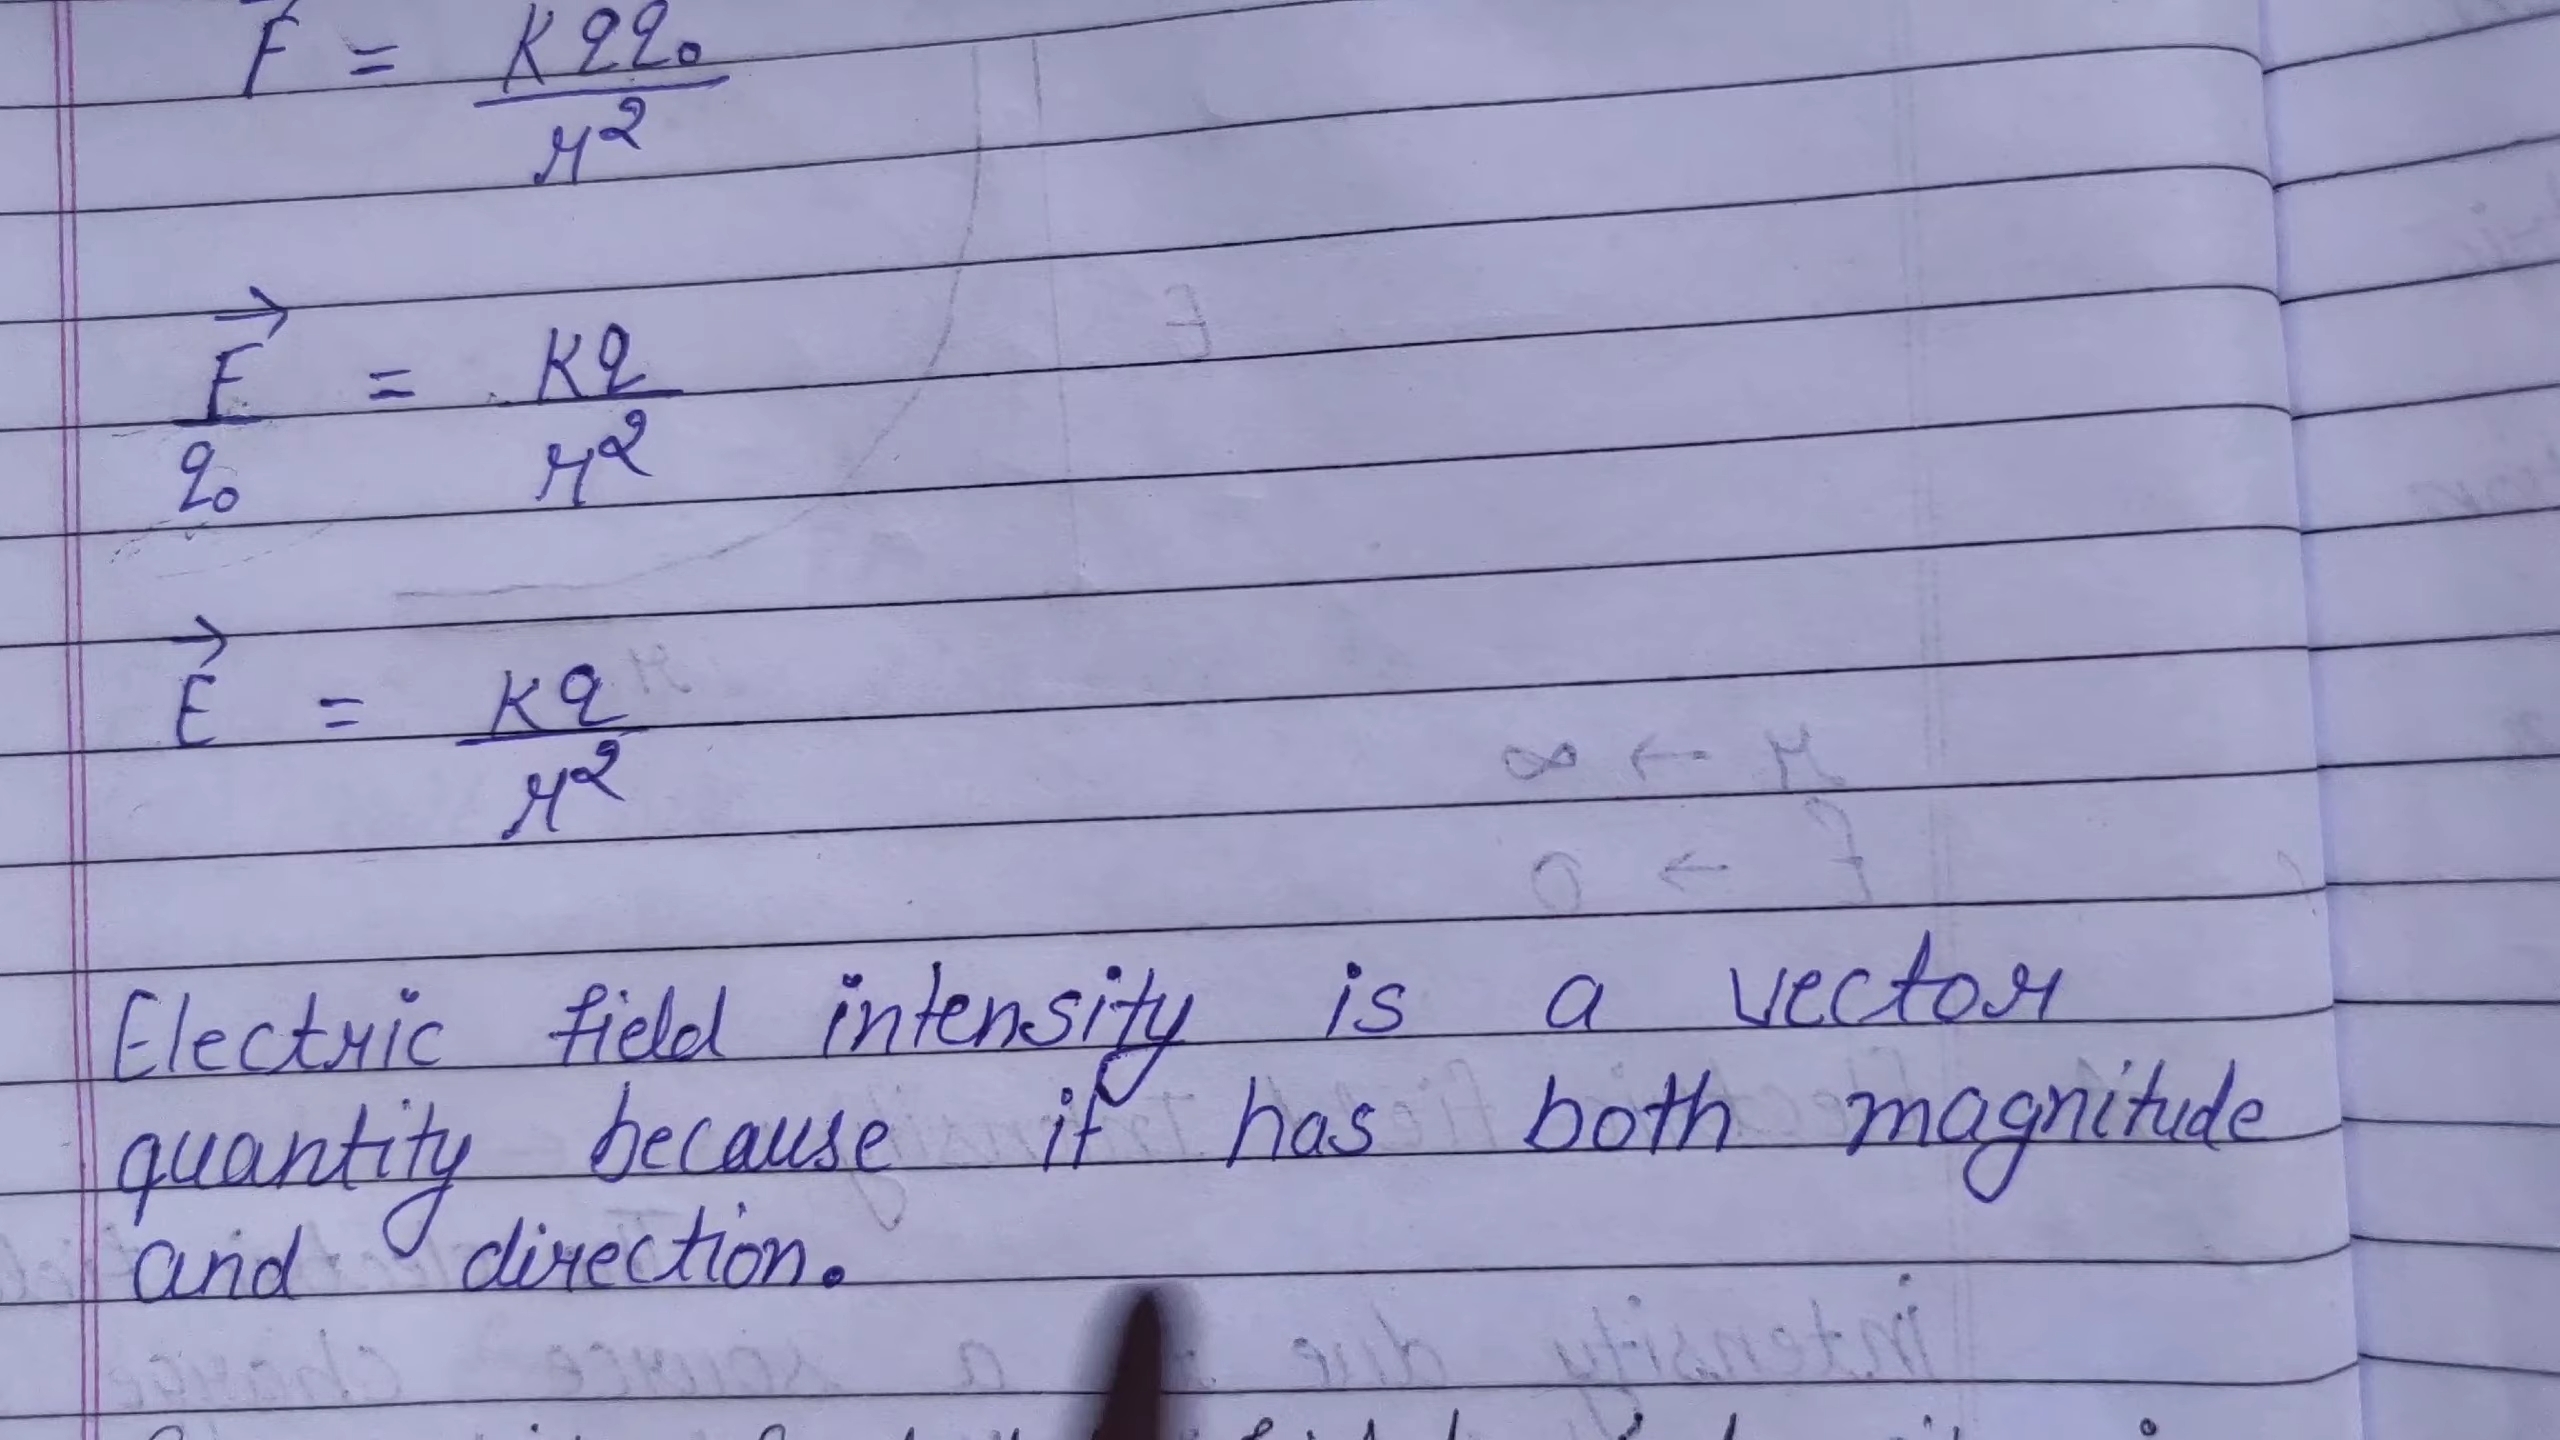 F = Kqq₀
r²
→
F = Kq
q₀ r²
→
E = Kq
r²
Electric field intensity is a vector
quantity because it has both magnitude
and direction.